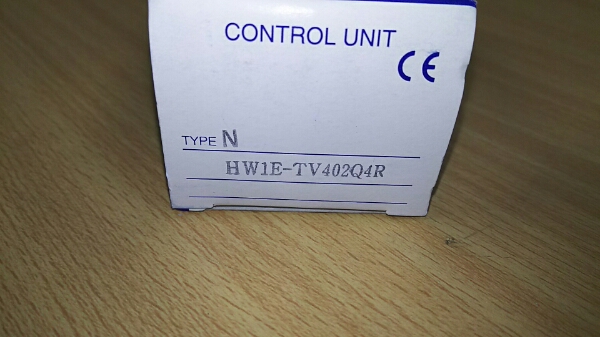 CONTROL UNIT
CE
TYPE N
HW1E-TV402Q4R